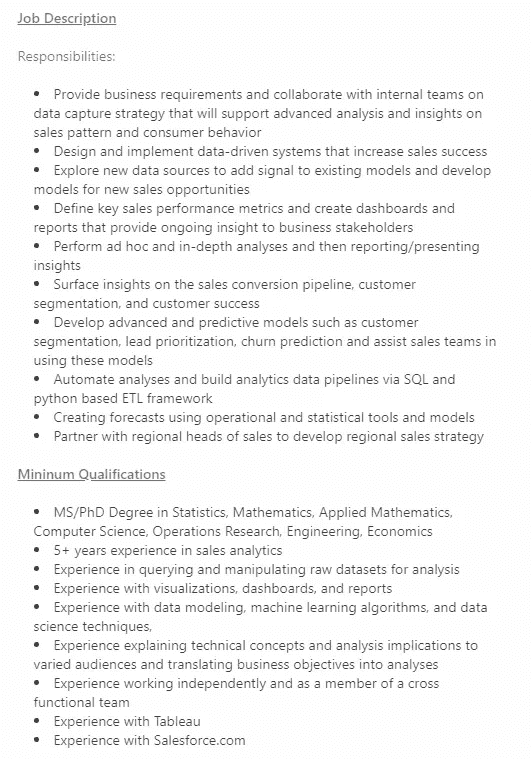 Job Description
Responsibilities:
• Provide business requirements and collaborate with internal teams on
data capture strategy that will support advanced analysis and insights on
sales pattern and consumer behavior
• Design and implement data-driven systems that increase sales success
• Explore new data sources to add signal to existing models and develop
models for new sales opportunities
• Define key sales performance metrics and create dashboards and
reports that provide ongoing insight to business stakeholders
• Perform ad hoc and in-depth analyses and then reporting/presenting
insights
• Surface insights on the sales conversion pipeline, customer
segmentation, and customer success
• Develop advanced and predictive models such as customer
segmentation, lead prioritization, churn prediction and assist sales teams in
using these models
• Automate analyses and build analytics data pipelines via SQL and
python based ETL framework
• Creating forecasts using operational and statistical tools and models
• Partner with regional heads of sales to develop regional sales strategy
Mininum Qualifications
• MS/PhD Degree in Statistics, Mathematics, Applied Mathematics,
Computer Science, Operations Research, Engineering, Economics
• 5+ years experience in sales analytics
• Experience in querying and manipulating raw datasets for analysis
• Experience with visualizations, dashboards, and reports
• Experience with data modeling, machine learning algorithms, and data
science techniques,
• Experience explaining technical concepts and analysis implications to
varied audiences and translating business objectives into analyses
• Experience working independently and as a member of a cross
functional team
• Experience with Tableau
• Experience with Salesforce.com